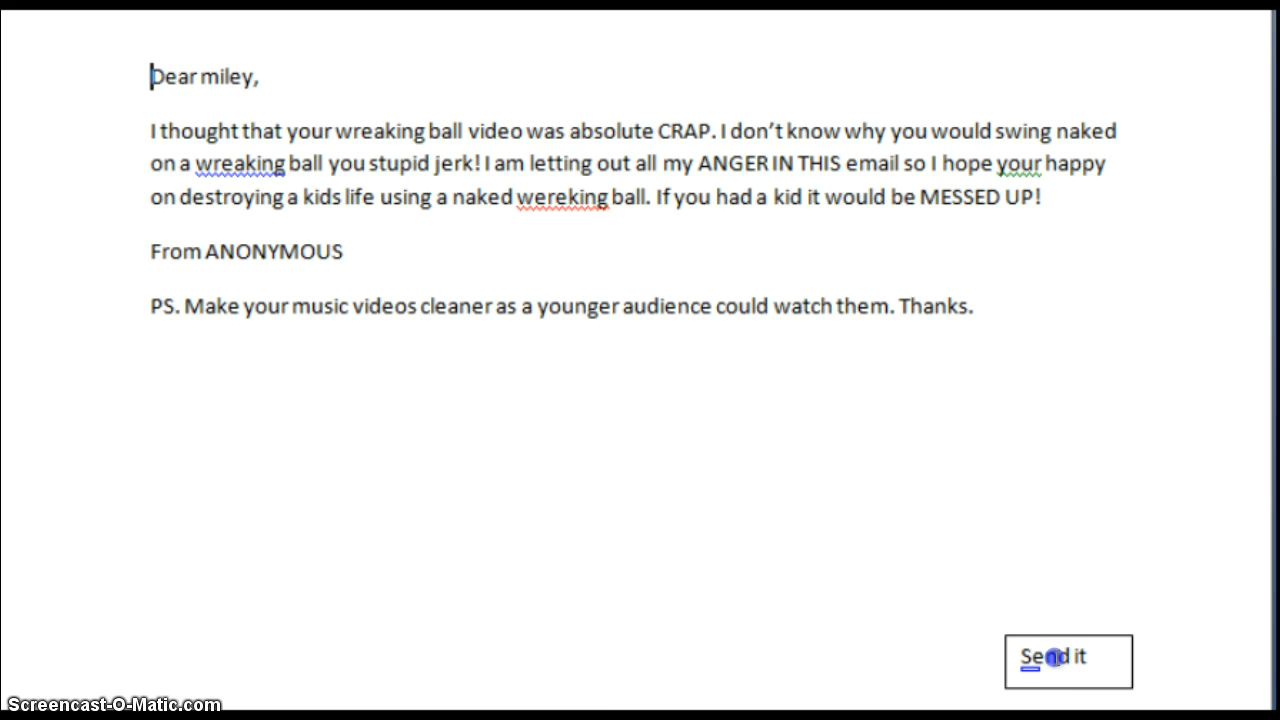 Dear miley,
I thought that your wreaking ball video was absolute CRAP. I don’t know why you would swing naked
on a wreaking ball you stupid jerk! I am letting out all my ANGER IN THIS email so I hope your happy
on destroying a kids life using a naked wereking ball. If you had a kid it would be MESSED UP!
From ANONYMOUS
PS. Make your music videos cleaner as a younger audience could watch them. Thanks.
Send it
Screencast-O-Matic.com